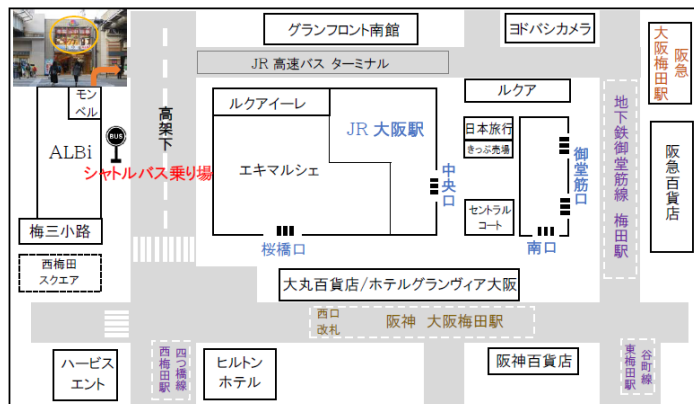 グランフロント南館
ヨドバシカメラ
大阪梅田駅
阪急
JR 高速バス ターミナル
モンベル
高架下
ルクアイーレ
JR 大阪駅
ルクア
地下鉄御堂筋線 梅田駅
ALBi
BUS
シャトルバス乗り場
エキマルシェ
中央口
日本旅行
きっぷ売場
御堂筋口
阪急百貨店
梅三小路
桜橋口
セントラルコート
南口
西梅田
スクエア
大丸百貨店/ホテルグランヴィア大阪
西口
改札
阪神 大阪梅田駅
ハービス
エント
西梅田駅
四つ橋線
ヒルトン
ホテル
阪神百貨店
東梅田駅
谷町線